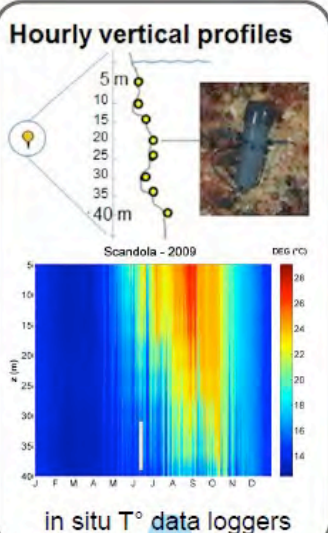 Hourly vertical profiles
5 m
10
15
20
25
30
35
40 m
Scandola - 2009
DEG (°C)
5
10
15
20
25
30
35
40
z (m)
28
26
24
22
20
18
16
14
J F M A M J J A S O N D
in situ T° data loggers